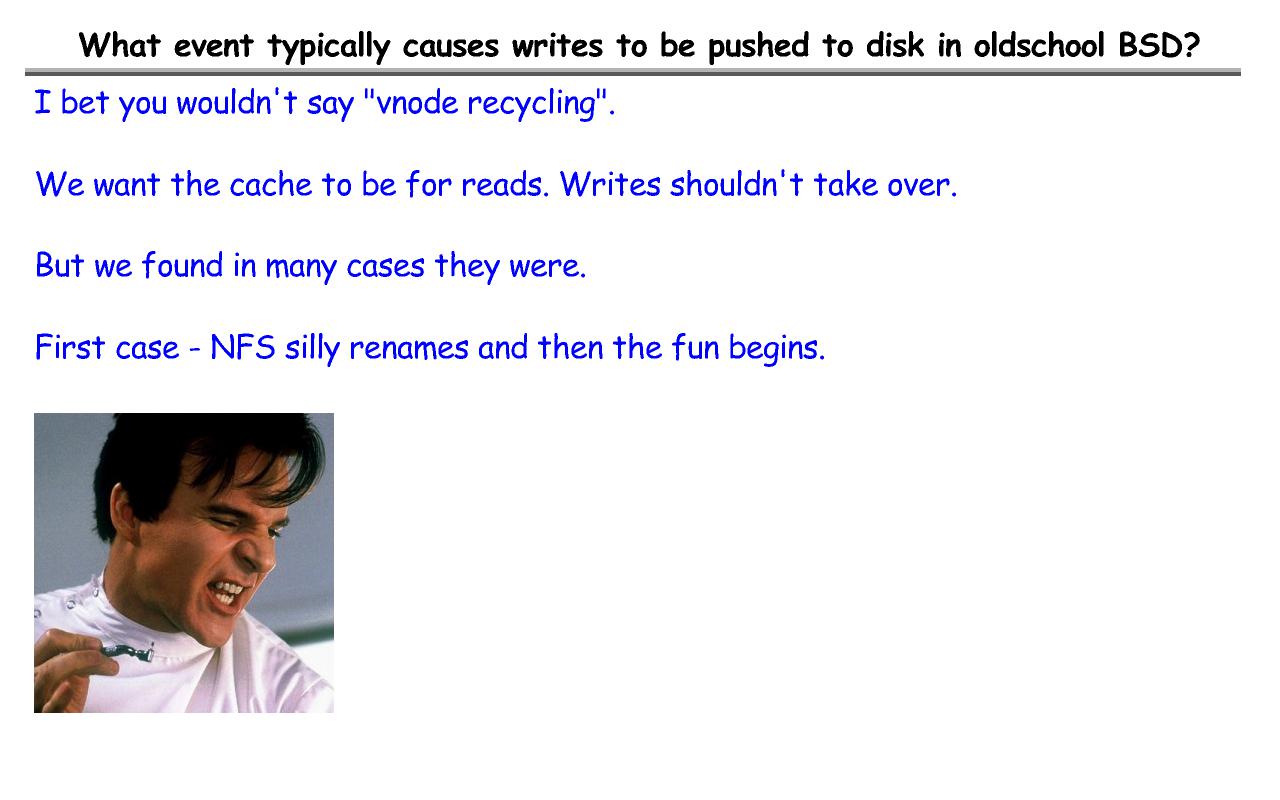 What event typically causes writes to be pushed to disk in oldschool BSD?
I bet you wouldn't say "vnode recycling".
We want the cache to be for reads. Writes shouldn't take over.
But we found in many cases they were.
First case - NFS silly renames and then the fun begins.